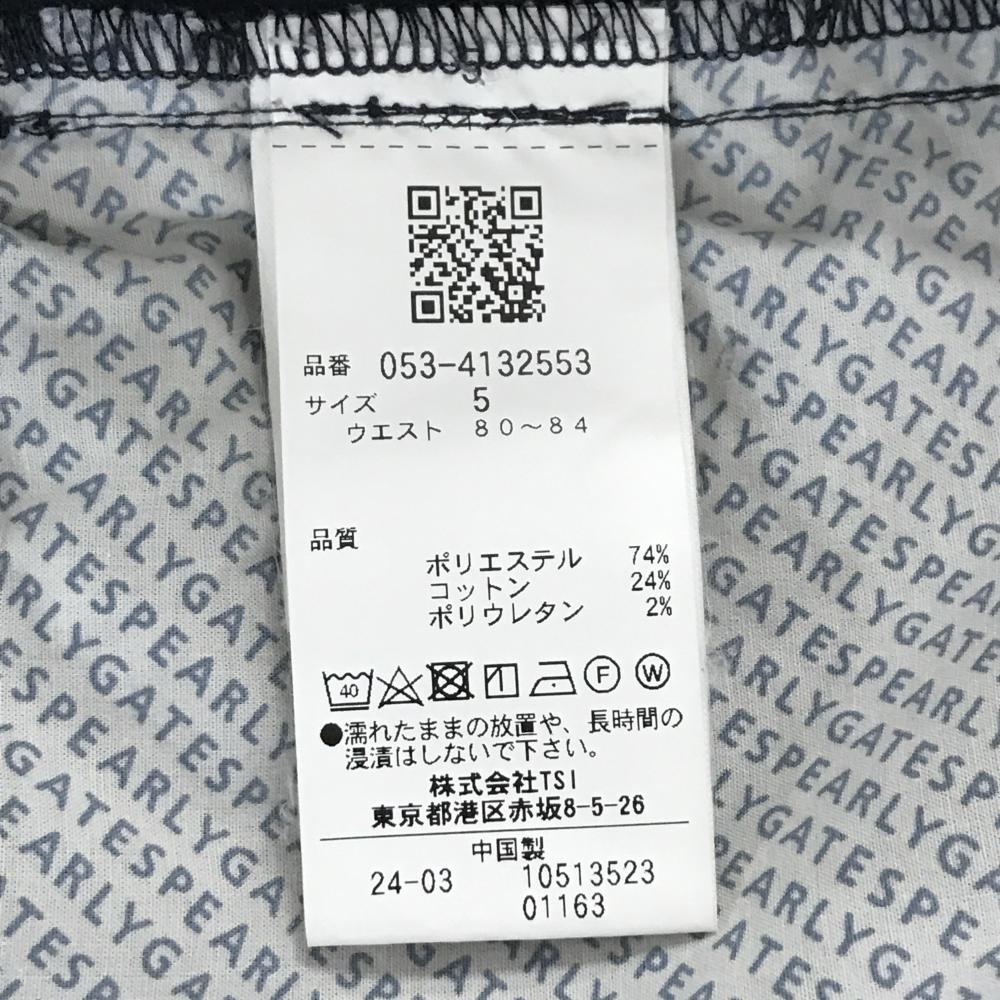 品番 053-4132553
サイズ 5
ウエスト 80～84
品質
ポリエステル 74%
コットン 24%
ポリウレタン 2%
40 F W
●濡れたままの放置や、長時間の
浸漬はしないで下さい。
株式会社TSI
東京都港区赤坂8-5-26
中国製
24-03 10513523
01163
PEARLYGATES